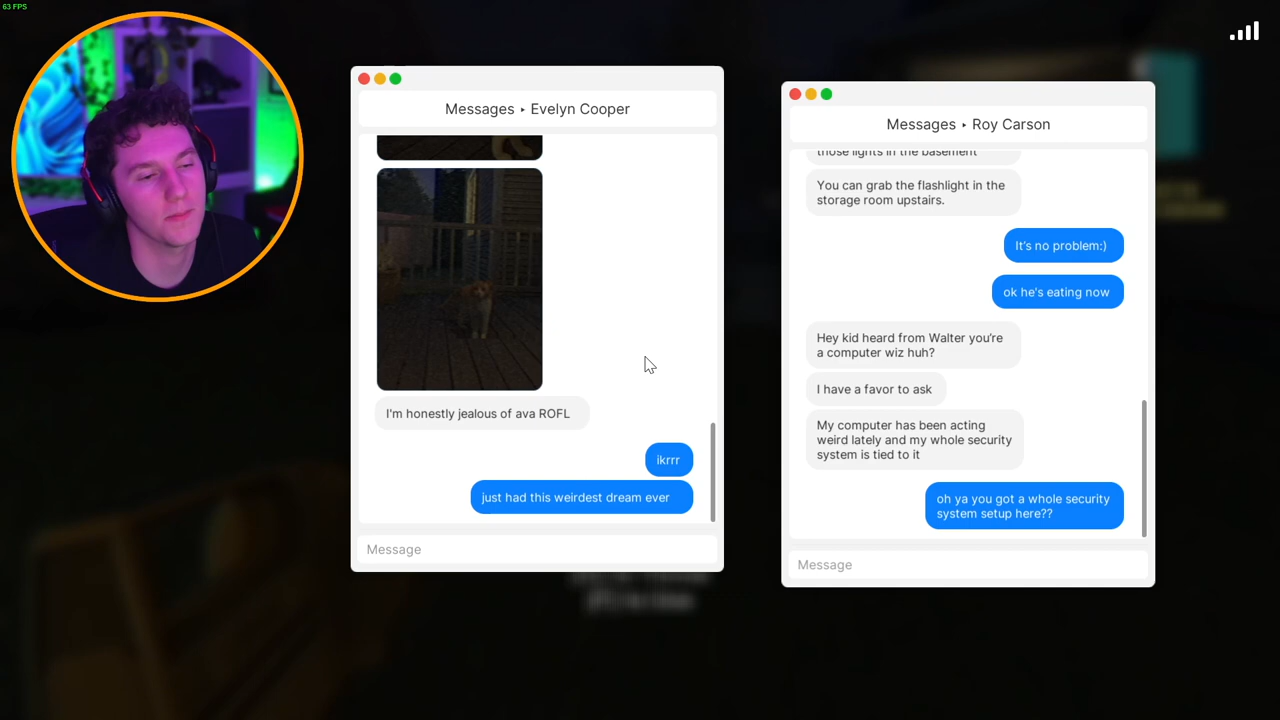 63 FPS
Messages ‣ Evelyn Cooper
I'm honestly jealous of ava ROFL
ikrrr
just had this weirdest dream ever
Message
Messages ‣ Roy Carson
those lights in the basement
You can grab the flashlight in the
storage room upstairs.
It's no problem:)
ok he's eating now
Hey kid heard from Walter you're
a computer wiz huh?
I have a favor to ask
My computer has been acting
weird lately and my whole security
system is tied to it
oh ya you got a whole security
system setup here??
Message